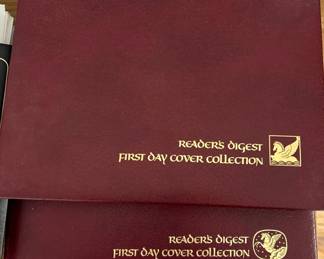 Reader's Digest
First Day Cover Collection
Reader's Digest
First Day Cover Collection